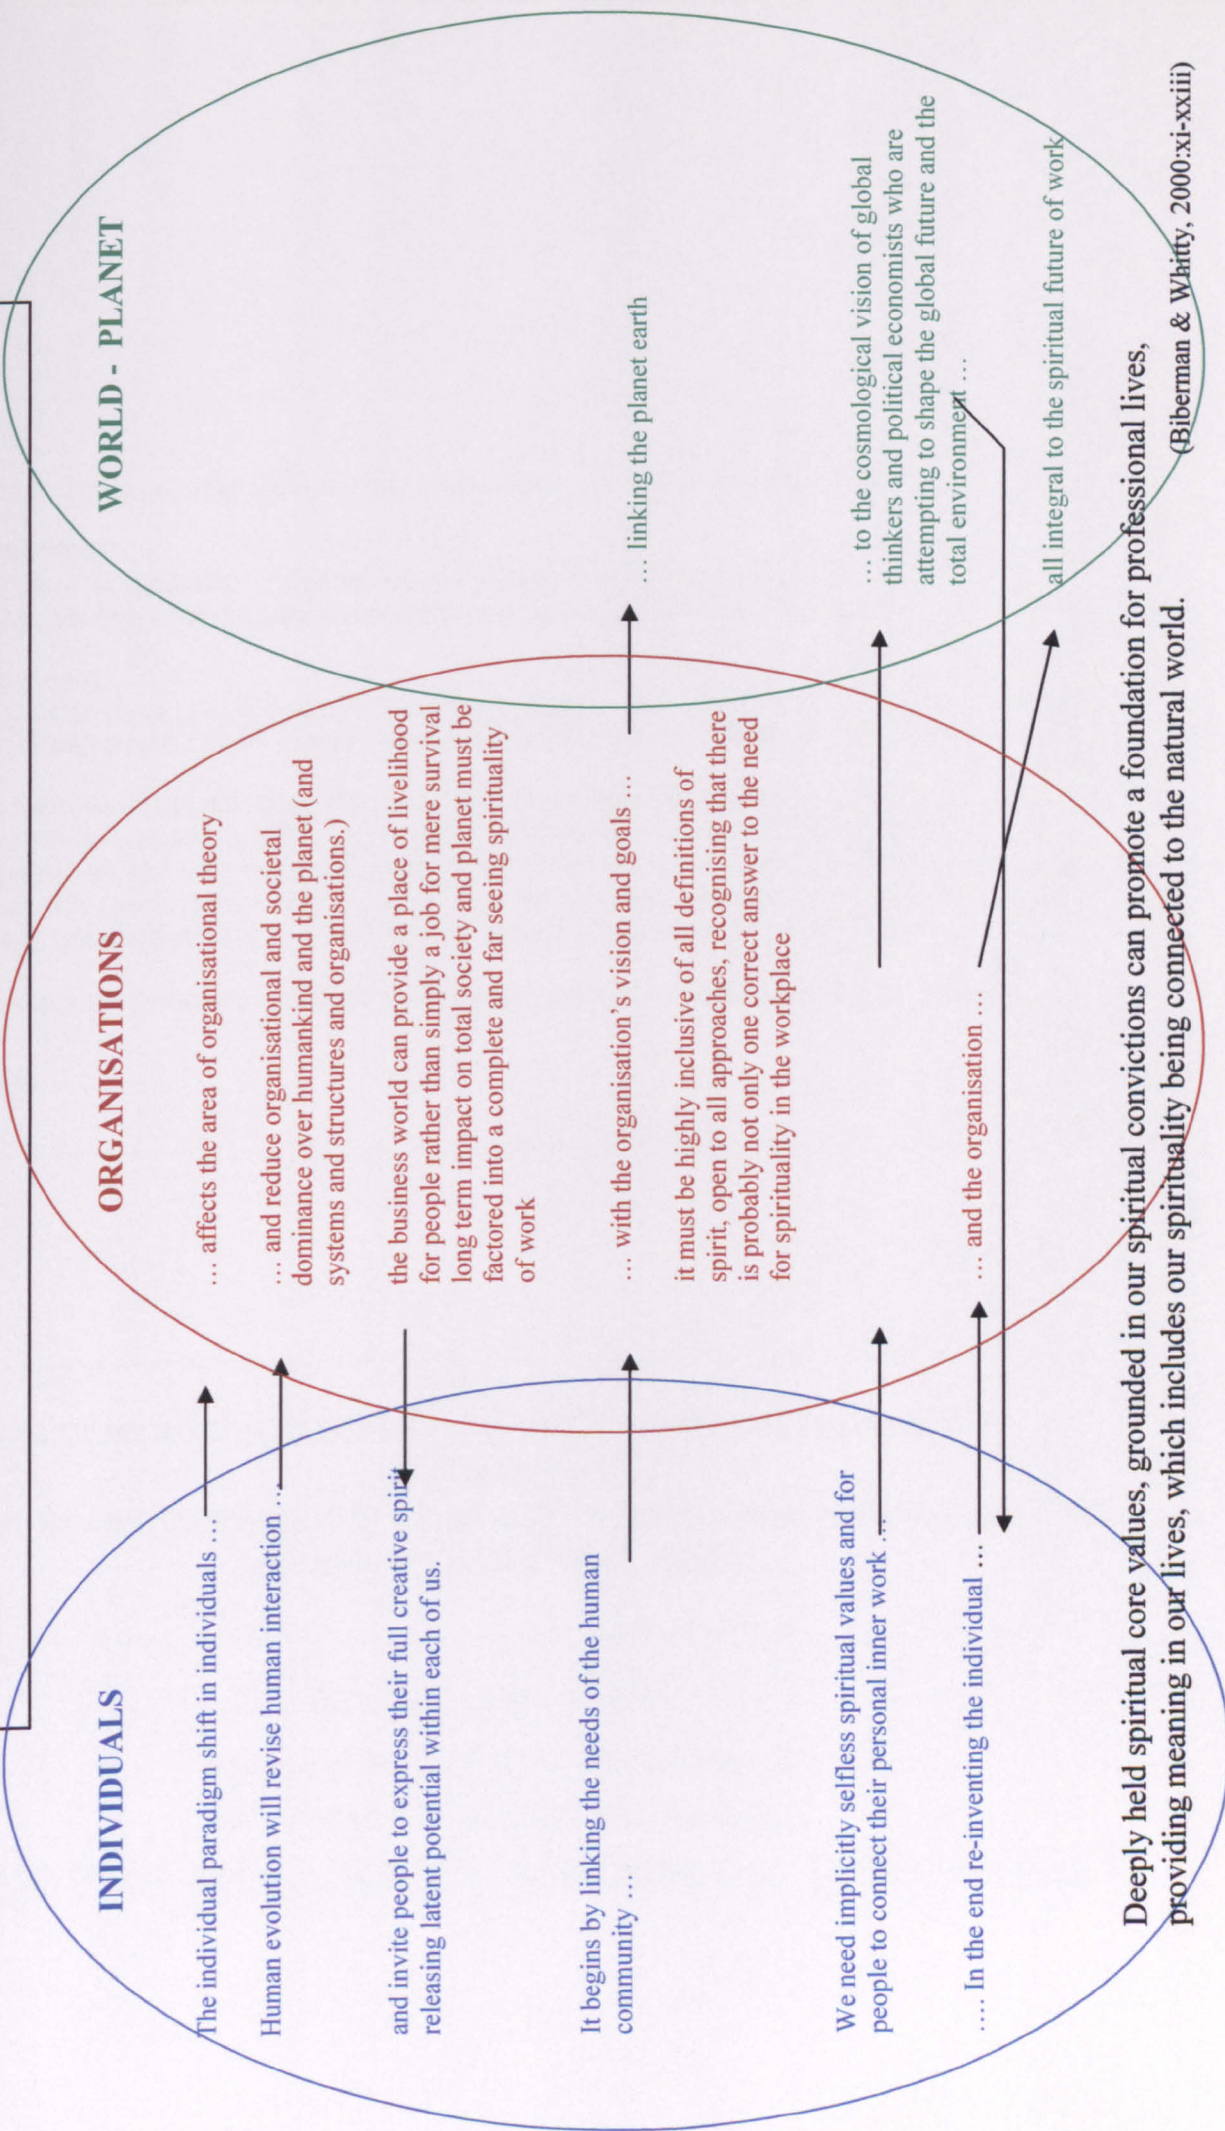 INDIVIDUALS
The individual paradigm shift in individuals …
Human evolution will revise human interaction …
and invite people to express their full creative spirit
releasing latent potential within each of us.
It begins by linking the needs of the human
community …
We need implicitly selfless spiritual values and for
people to connect their personal inner work …
…. In the end re-inventing the individual …
ORGANISATIONS
… affects the area of organisational theory
… and reduce organisational and societal
dominance over humankind and the planet (and
systems and structures and organisations.)
the business world can provide a place of livelihood
for people rather than simply a job for mere survival
long term impact on total society and planet must be
factored into a complete and far seeing spirituality
of work
… with the organisation’s vision and goals …
it must be highly inclusive of all definitions of
spirit, open to all approaches, recognising that there
is probably not only one correct answer to the need
for spirituality in the workplace
… and the organisation …
WORLD - PLANET
… linking the planet earth
… to the cosmological vision of global
thinkers and political economists who are
attempting to shape the global future and the
total environment …
all integral to the spiritual future of work
Deeply held spiritual core values, grounded in our spiritual convictions can promote a foundation for professional lives,
providing meaning in our lives, which includes our spirituality being connected to the natural world.
(Biberman & Whitty, 2000:xi-xxiii)